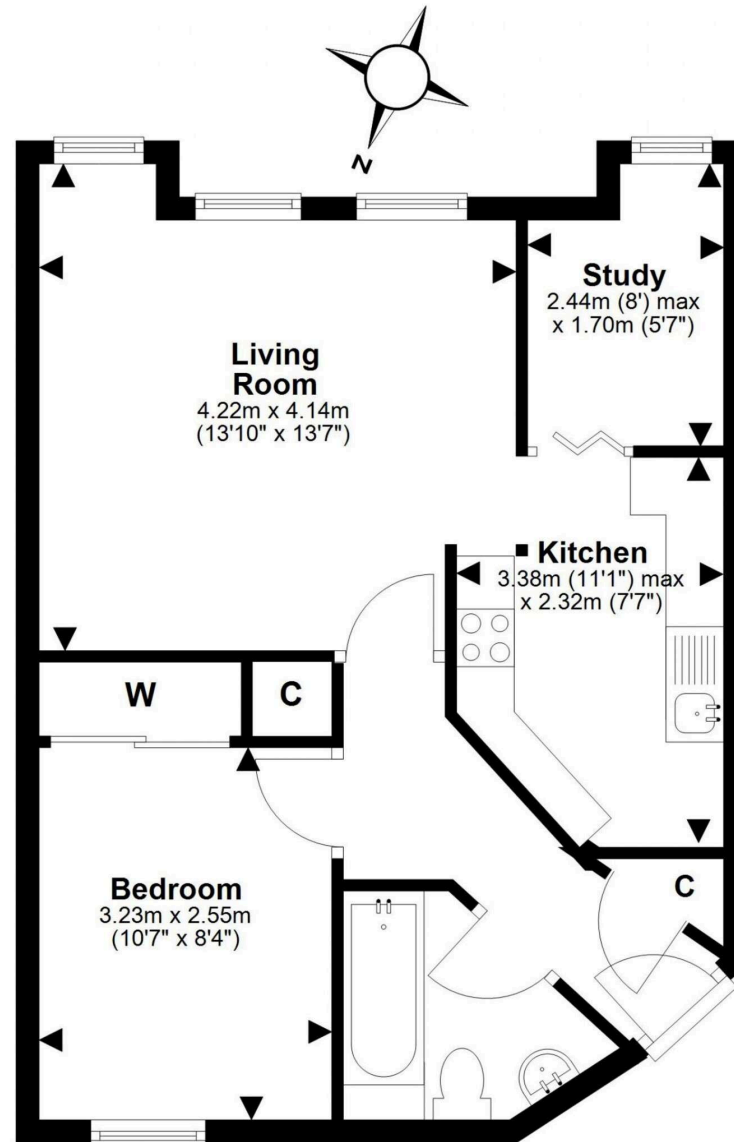 N
Study
2.44m (8') max
x 1.70m (5'7")
Living
Room
4.22m x 4.14m
(13'10" x 13'7")
Kitchen
3.38m (11'1") max
x 2.32m (7'7")
W
C
Bedroom
3.23m x 2.55m
(10'7" x 8'4")
C